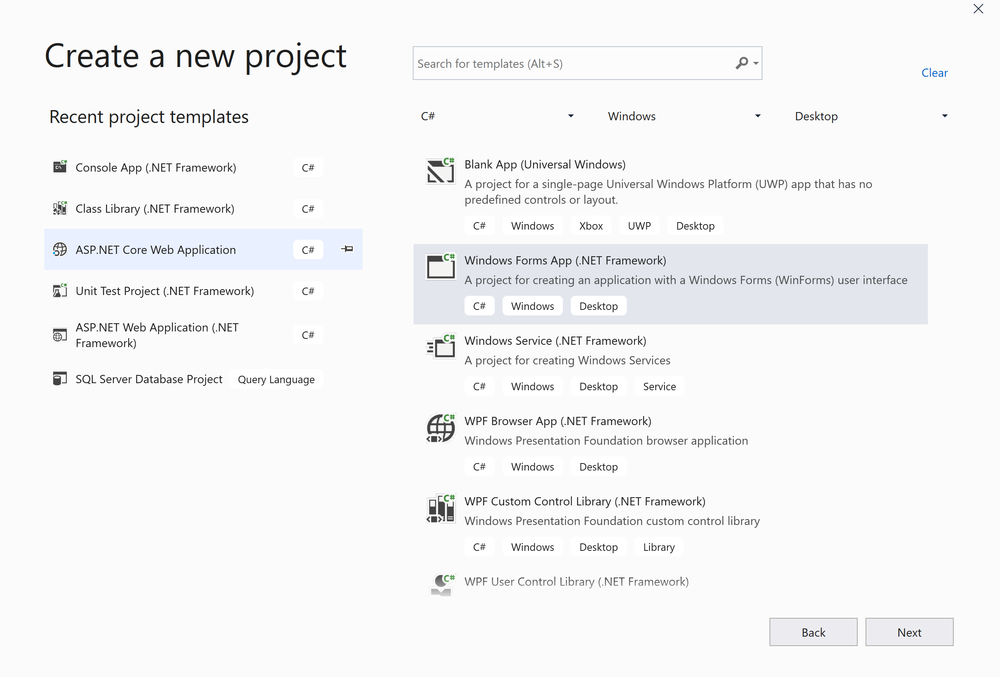 Create a new project
Search for templates (Alt+S)
Clear
Recent project templates
C# Windows Desktop
Console App (.NET Framework) C#
Class Library (.NET Framework) C#
ASP.NET Core Web Application C#
Unit Test Project (.NET Framework) C#
ASP.NET Web Application (.NET
Framework) C#
SQL Server Database Project Query Language
Blank App (Universal Windows)
A project for a single-page Universal Windows Platform (UWP) app that has no
predefined controls or layout.
C# Windows Xbox UWP Desktop
Windows Forms App (.NET Framework)
A project for creating an application with a Windows Forms (WinForms) user interface
C# Windows Desktop
Windows Service (.NET Framework)
A project for creating Windows Services
C# Windows Desktop Service
WPF Browser App (.NET Framework)
Windows Presentation Foundation browser application
C# Windows Desktop
WPF Custom Control Library (.NET Framework)
Windows Presentation Foundation custom control library
C# Windows Desktop Library
WPF User Control Library (.NET Framework)
Back Next